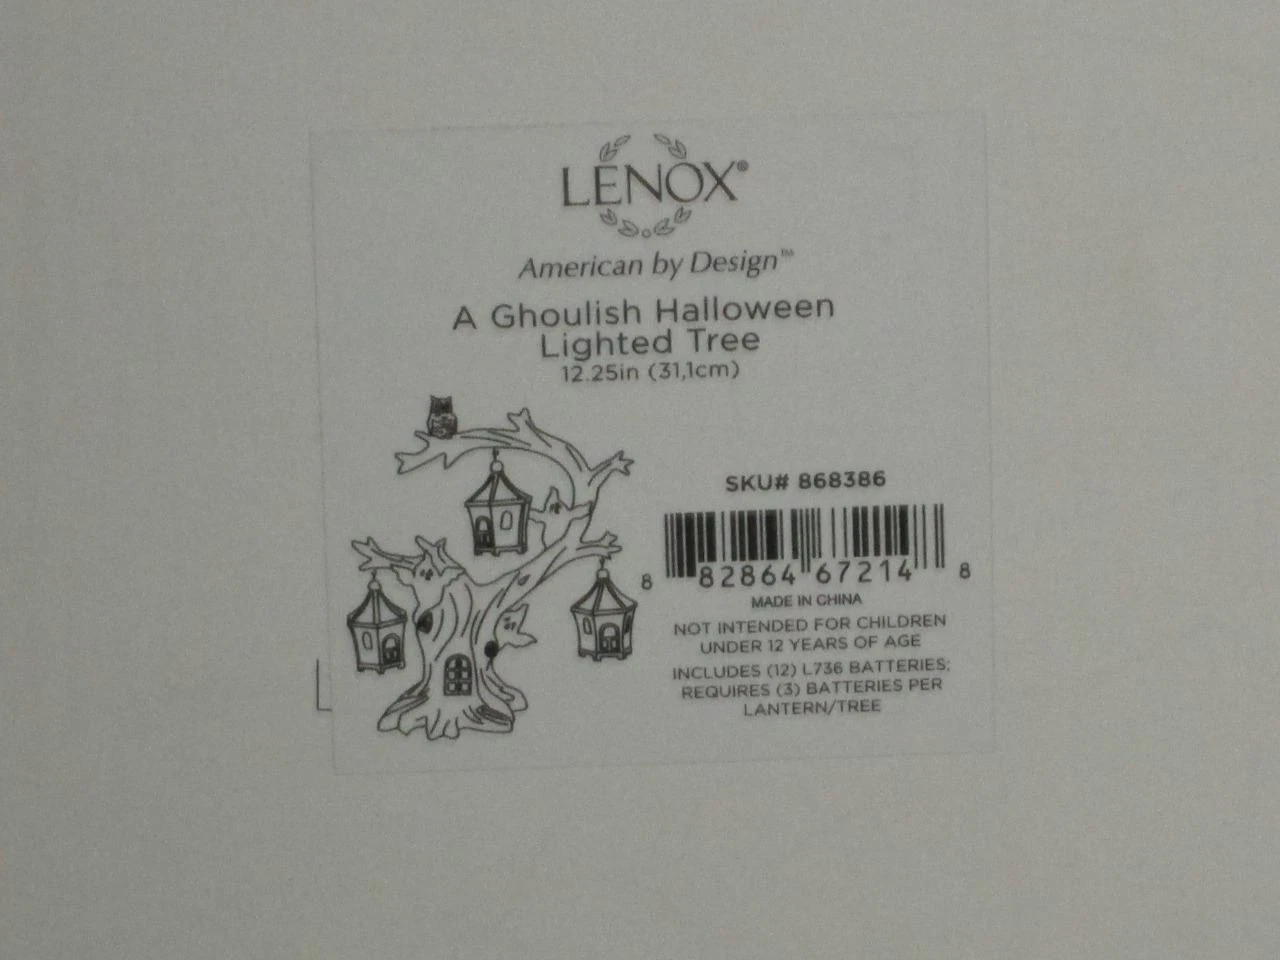 LENOX®
American by Design™
A Ghoulish Halloween
Lighted Tree
12.25in (31,1cm)
SKU# 868386
8 82864 67214 8
MADE IN CHINA
NOT INTENDED FOR CHILDREN
UNDER 12 YEARS OF AGE
INCLUDES (12) L736 BATTERIES;
REQUIRES (3) BATTERIES PER
LANTERN/TREE